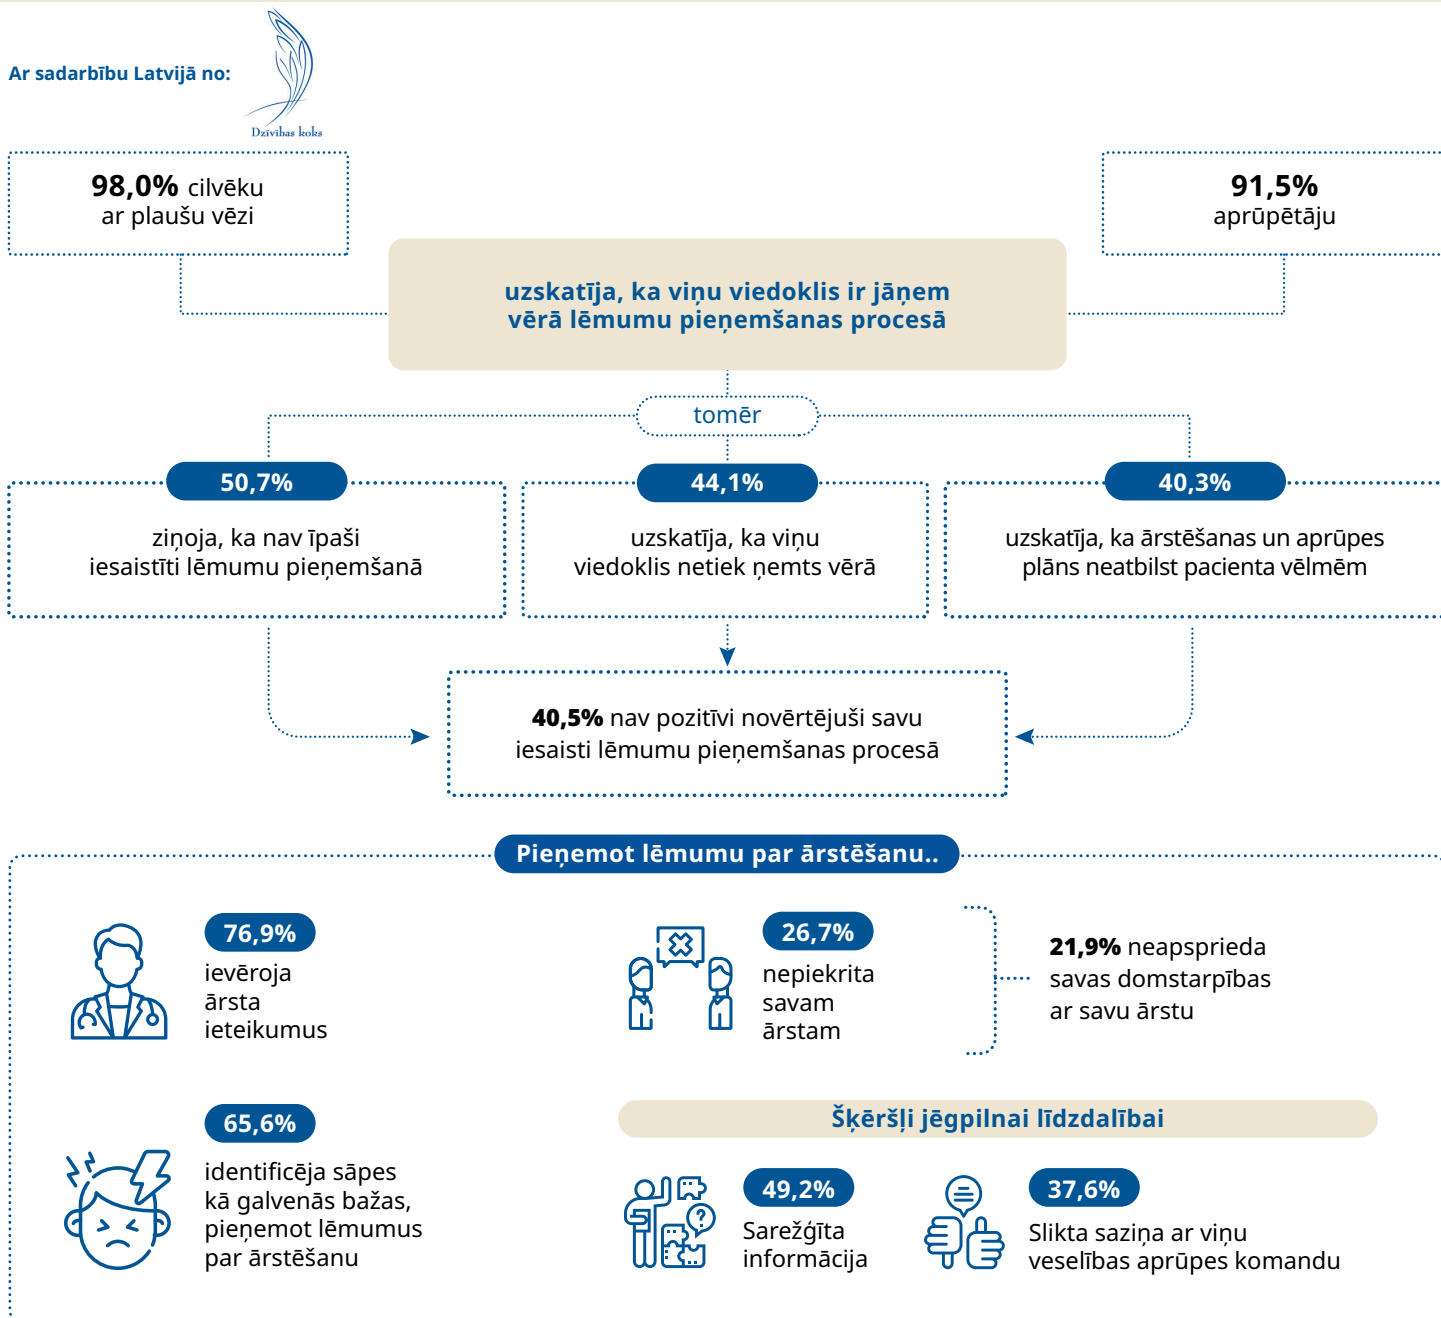 Ar sadarbību Latvijā no:
Dzīvības koks
98,0% cilvēku
ar plaušu vēzi
91,5%
aprūpētāju
uzskatīja, ka viņu viedoklis ir jāņem
vērā lēmumu pieņemšanas procesā
tomēr
50,7%
ziņoja, ka nav īpaši
iesaistīti lēmumu pieņemšanā
44,1%
uzskatīja, ka viņu
viedoklis netiek ņemts vērā
40,3%
uzskatīja, ka ārstēšanas un aprūpes
plāns neatbilst pacienta vēlmēm
40,5% nav pozitīvi novērtējuši savu
iesaisti lēmumu pieņemšanas procesā
Pieņemot lēmumu par ārstēšanu..
76,9%
ievēroja
ārsta
ieteikumus
26,7%
nepiekrita
savam
ārstam
21,9% neapsprieda
savas domstarpības
ar savu ārstu
65,6%
identificēja sāpes
kā galvenās bažas,
pieņemot lēmumus
par ārstēšanu
Šķēršļi jēgpilnai līdzdalībai
49,2%
Sarežģīta
informācija
37,6%
Slikta saziņa ar viņu
veselības aprūpes komandu